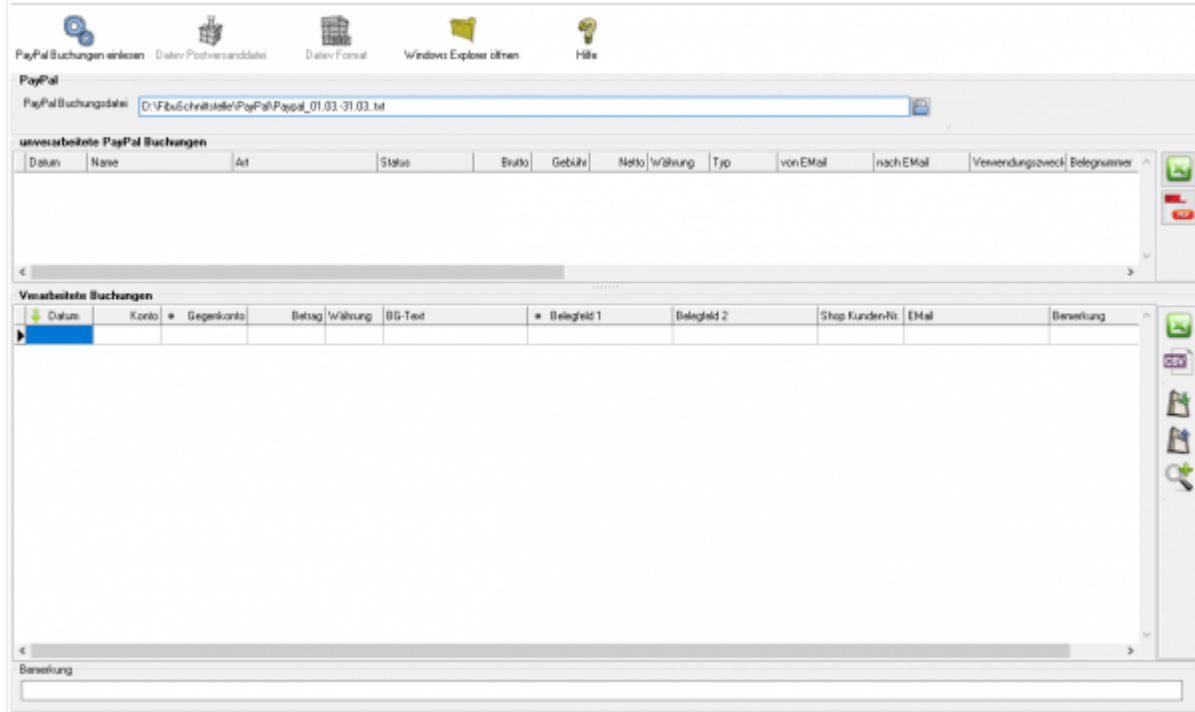 PayPal Buchungen einlesen Datev Postversanddatei Datev Format Windows Explorer öffnen Hilfe
PayPal
PayPal Buchungsdatei D:\FibuSchnittstelle\PayPal\Paypal_01.03.-31.03..txt
unverarbeitete PayPal Buchungen
Datum Name Art Status Brutto Gebühr Netto Währung Typ von EMail nach EMail Verwendungszweck Belegnummer
PDF
Verarbeitete Buchungen
Datum Konto Gegenkonto Betrag Währung BG-Text Belegfeld 1 Belegfeld 2 Shop Kunden-Nr. EMail Bemerkung
CSV
Bemerkung